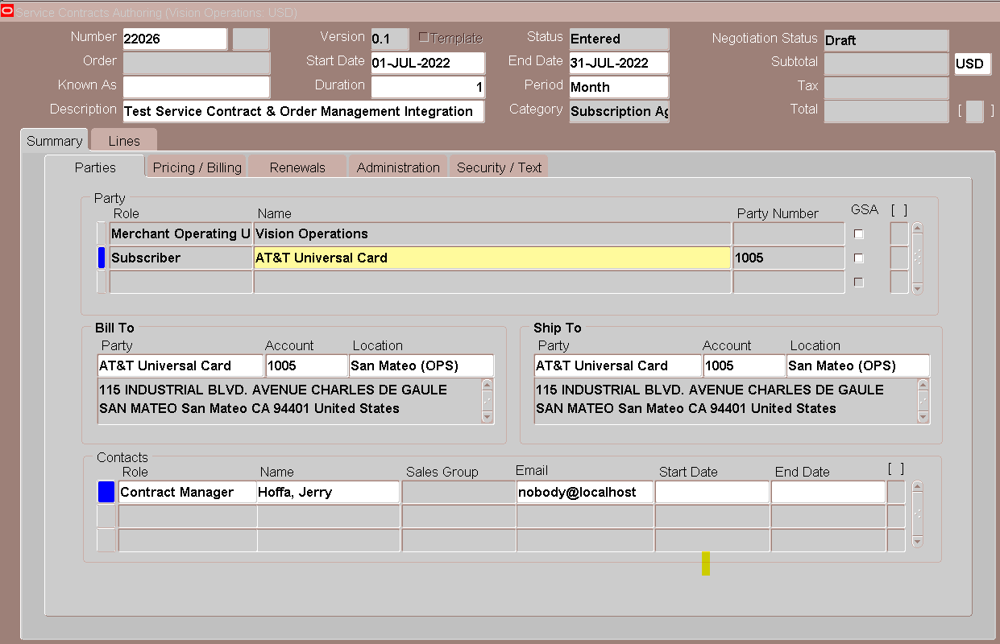 Service Contracts Authoring (Vision Operations: USD)
Number 22026 Version 0.1 Template Status Entered Negotiation Status Draft
Order Start Date 01-JUL-2022 End Date 31-JUL-2022 Subtotal USD
Known As Duration 1 Period Month Tax
Description Test Service Contract & Order Management Integration Category Subscription Ag Total [ ]
Summary Lines
Parties Pricing / Billing Renewals Administration Security / Text
Party
Role Name Party Number GSA [ ]
Merchant Operating U Vision Operations
Subscriber AT&T Universal Card 1005
Bill To Ship To
Party Account Location Party Account Location
AT&T Universal Card 1005 San Mateo (OPS) AT&T Universal Card 1005 San Mateo (OPS)
115 INDUSTRIAL BLVD. AVENUE CHARLES DE GAULE 115 INDUSTRIAL BLVD. AVENUE CHARLES DE GAULE
SAN MATEO San Mateo CA 94401 United States SAN MATEO San Mateo CA 94401 United States
Contacts
Role Name Sales Group Email Start Date End Date [ ]
Contract Manager Hoffa, Jerry nobody@localhost